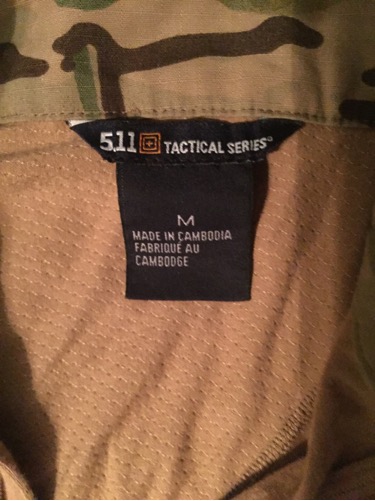 5.11 TACTICAL SERIES®
M
MADE IN CAMBODIA
FABRIQUÉ AU
CAMBODGE